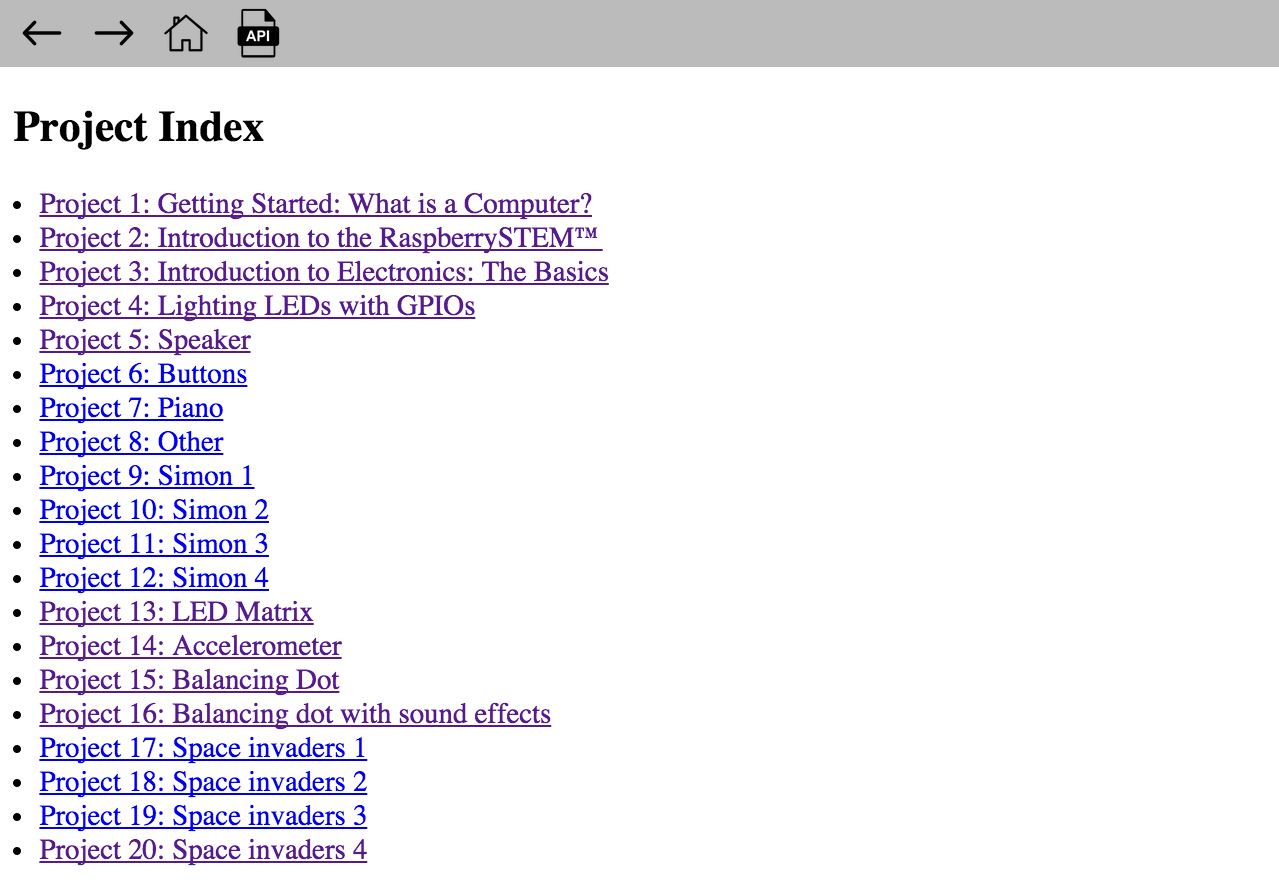 API
Project Index
Project 1: Getting Started: What is a Computer?
Project 2: Introduction to the RaspberrySTEM™
Project 3: Introduction to Electronics: The Basics
Project 4: Lighting LEDs with GPIOs
Project 5: Speaker
Project 6: Buttons
Project 7: Piano
Project 8: Other
Project 9: Simon 1
Project 10: Simon 2
Project 11: Simon 3
Project 12: Simon 4
Project 13: LED Matrix
Project 14: Accelerometer
Project 15: Balancing Dot
Project 16: Balancing dot with sound effects
Project 17: Space invaders 1
Project 18: Space invaders 2
Project 19: Space invaders 3
Project 20: Space invaders 4